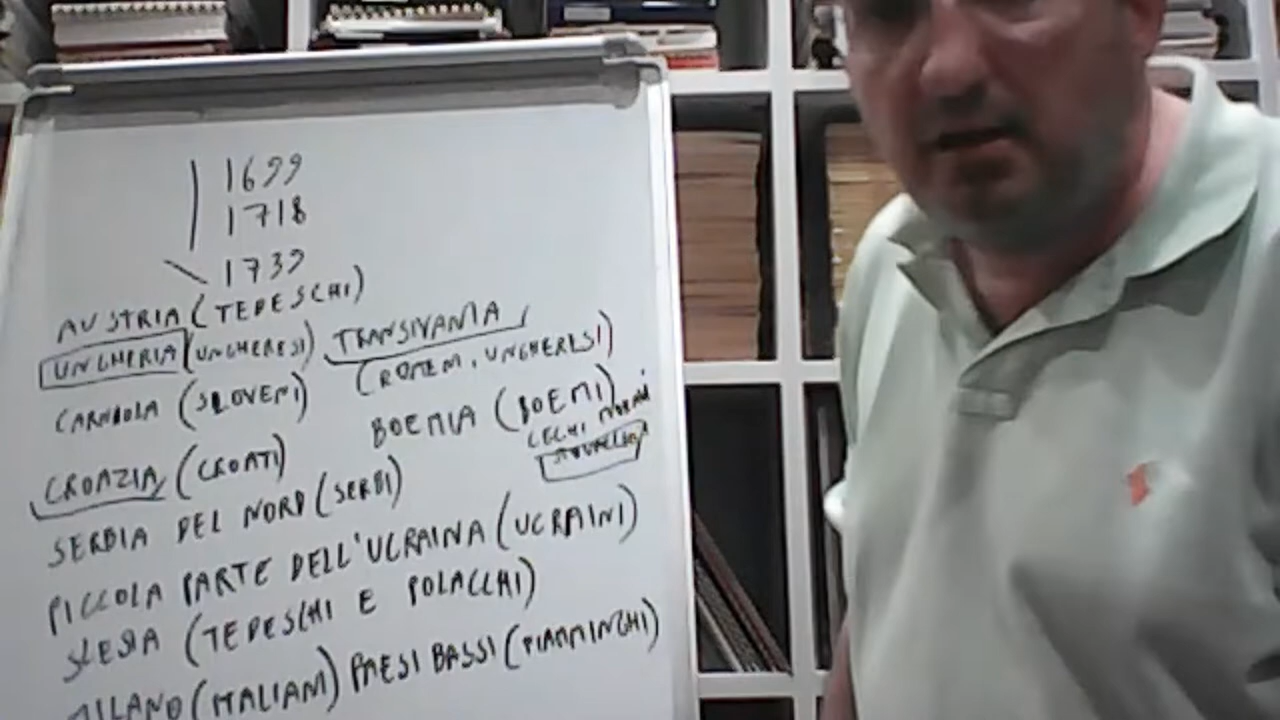 1699
1718
1739
AUSTRIA (TEDESCHI)
UNGHERIA (UNGHERESI) TRANSIVANIA
(ROMENI, UNGHERESI)
CARNIOLA (SLOVENI)
BOEMIA (BOEMI)
CECHI MORAVI
CROAZIA (CROATI)
SERBIA DEL NORD (SERBI)
PICCOLA PARTE DELL'UCRAINA (UCRAINI)
SLESIA (TEDESCHI E POLACCHI)
MILANO (ITALIANI) PAESI BASSI (FIAMMINGHI)